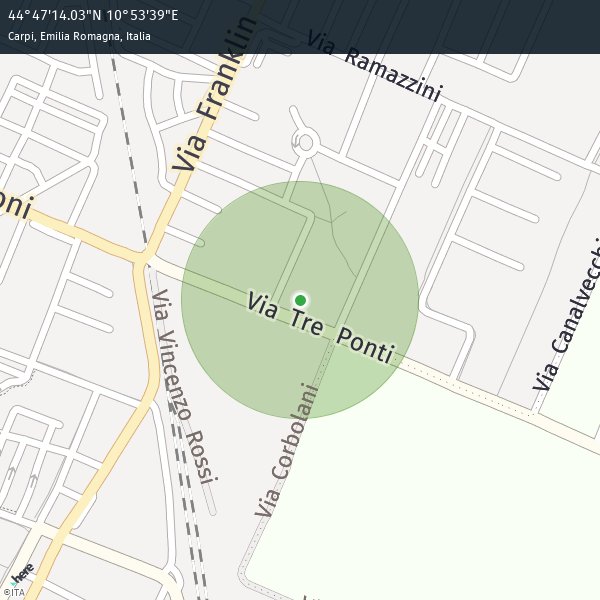 44°47'14.03"N 10°53'39"E
Carpi, Emilia Romagna, Italia
Via Ramazzini
Via Franklin
oni
Via Tre Ponti
Via Canalvecchi
Via Vincenzo Rossi
Via Corbolani
here
©ITA